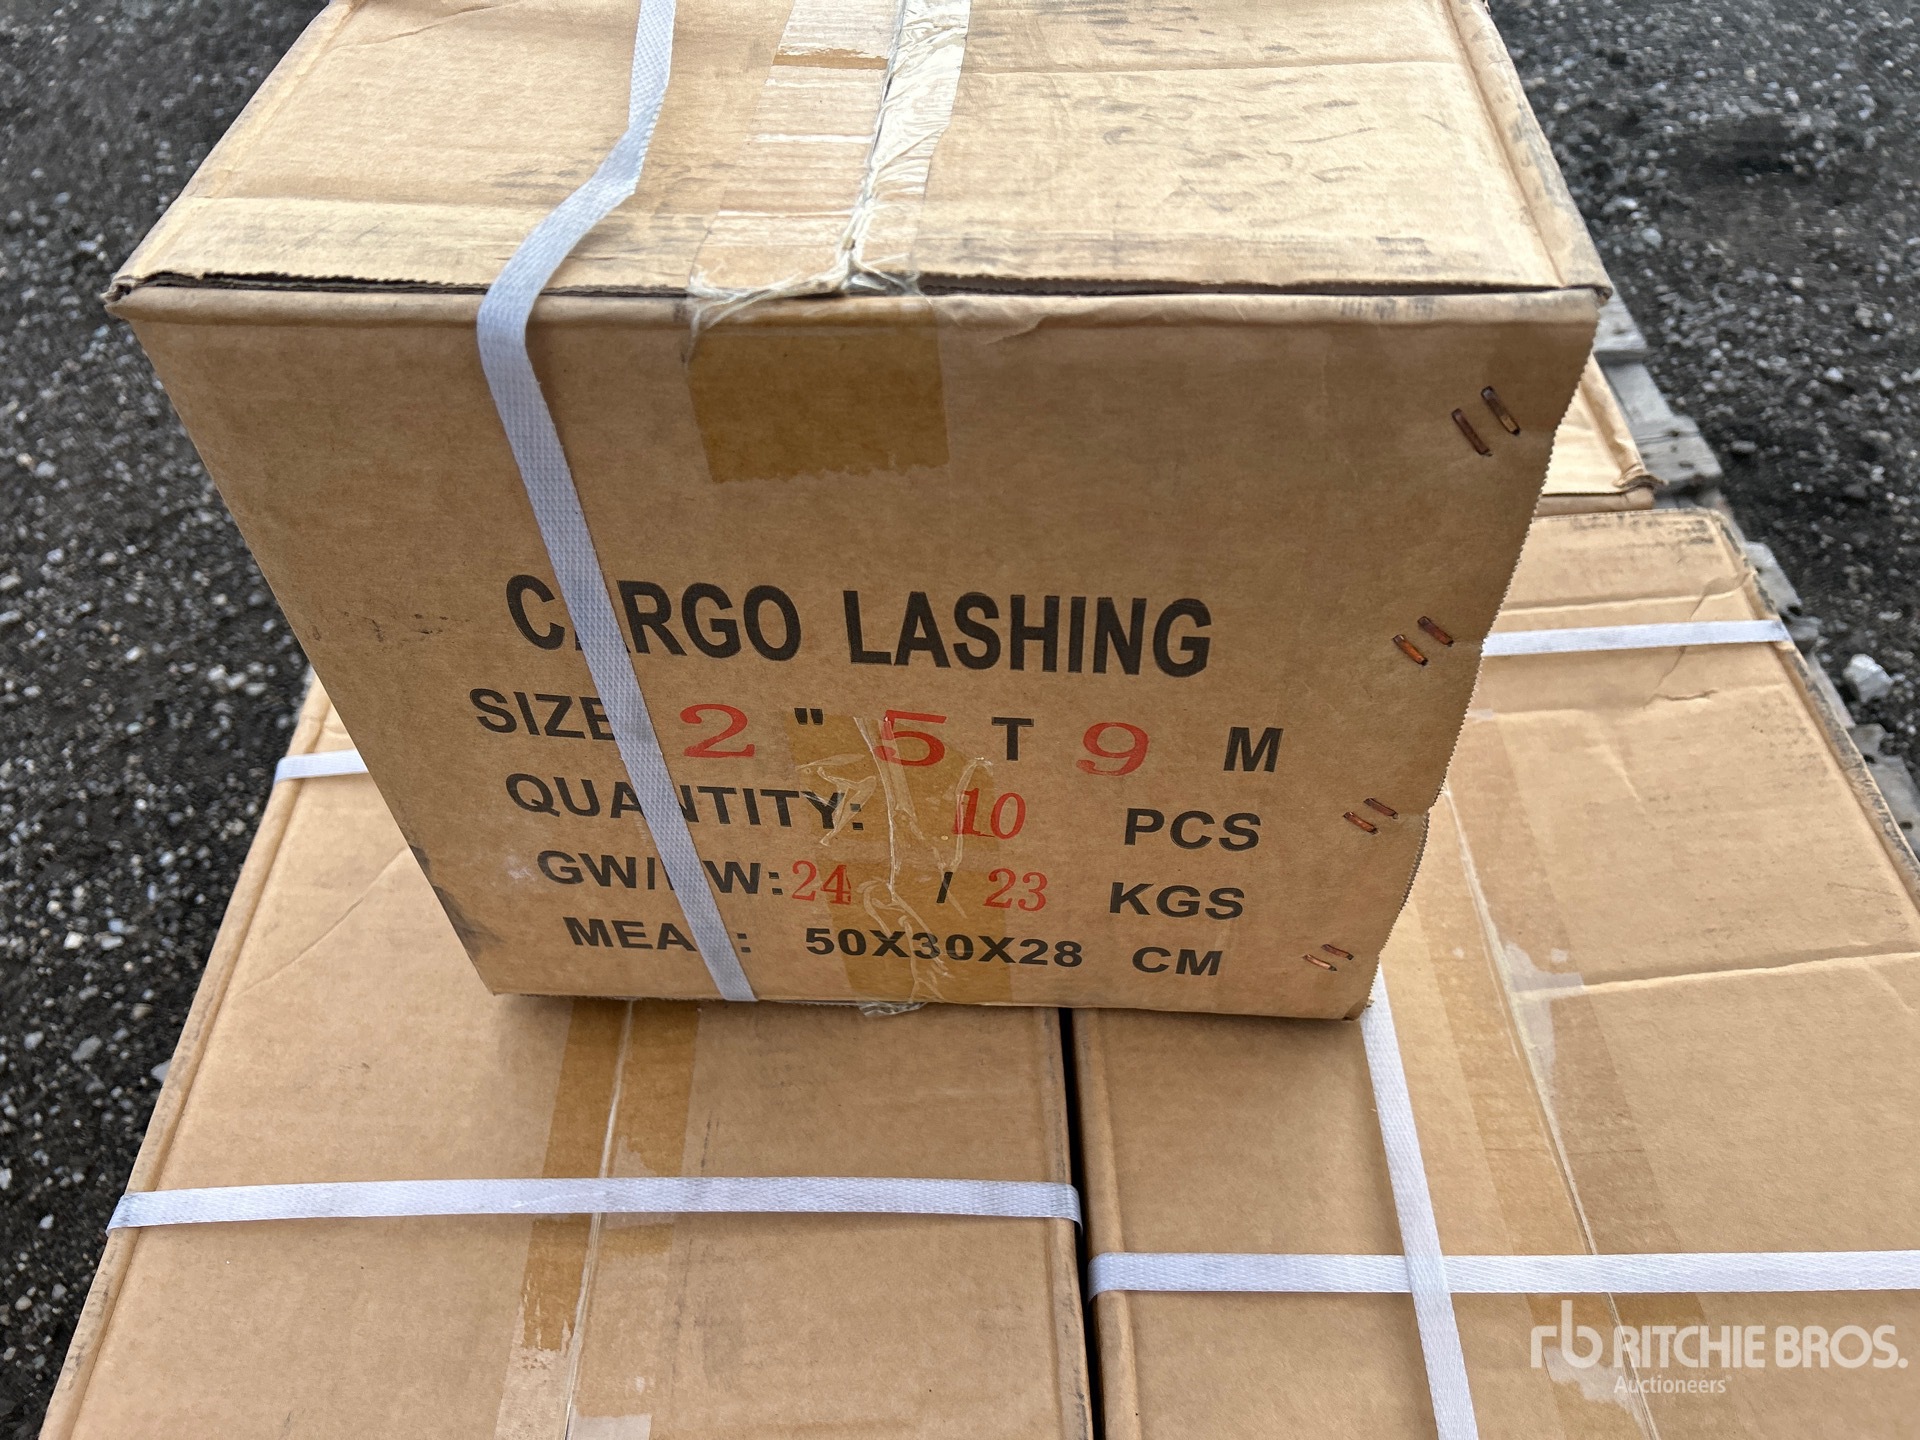 CARGO LASHING
SIZE 2 " 5 T 9 M
QUANTITY: 10 PCS
GW/NW: 24 / 23 KGS
MEAS: 50X30X28 CM
rb RITCHIE BROS.
Auctioneers